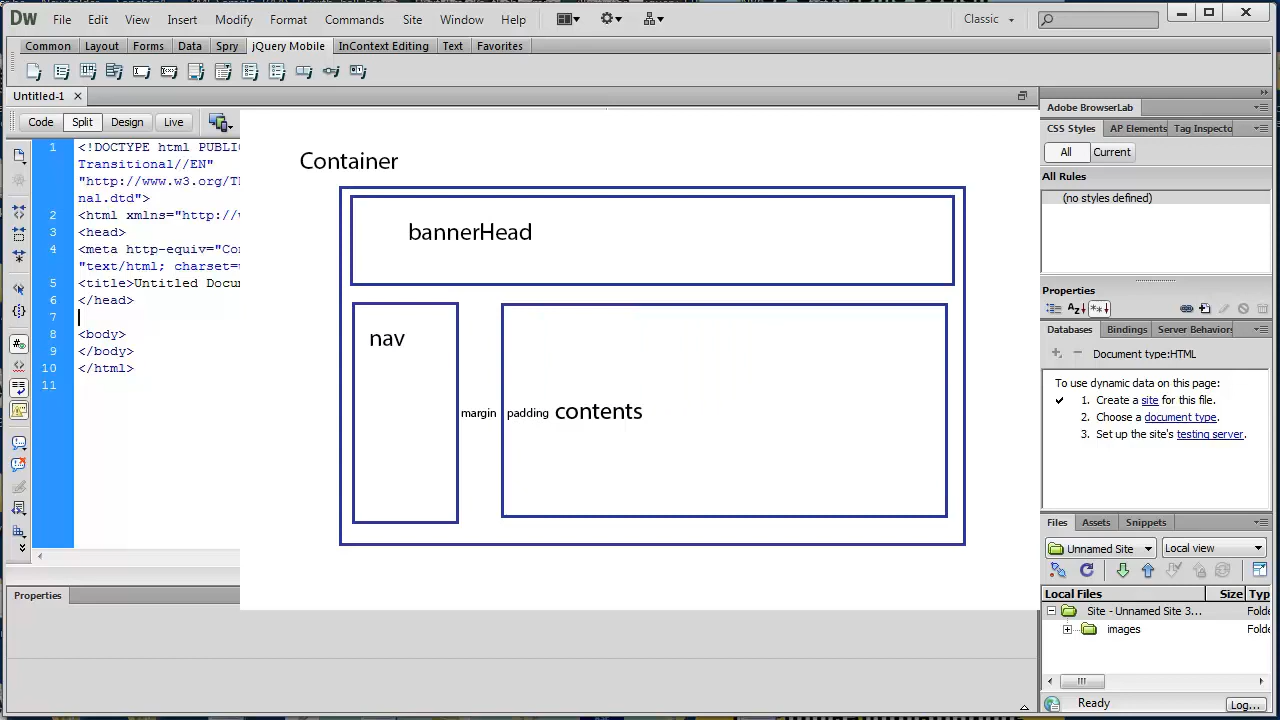 Dw File Edit View Insert Modify Format Commands Site Window Help Classic
Common Layout Forms Data Spry jQuery Mobile InContext Editing Text Favorites
Untitled-1
Code Split Design Live
1 <!DOCTYPE html PUBLIC
Transitional//EN"
"http://www.w3.org/
nal.dtd">
2 <html xmlns="http://
3 <head>
4 <meta http-equiv="Con
"text/html; charset=
5 <title>Untitled Docu
6 </head>
7
8 <body>
9 </body>
10 </html>
11
Container
bannerHead
nav
margin padding contents
Properties
Adobe BrowserLab
CSS Styles AP Elements Tag Inspecto
All Current
All Rules
(no styles defined)
Properties
Az
Databases Bindings Server Behaviors
Document type:HTML
To use dynamic data on this page:
1. Create a site for this file.
2. Choose a document type.
3. Set up the site's testing server.
Files Assets Snippets
Unnamed Site Local view
Local Files Size Typ
Site - Unnamed Site 3... Folde
images Folde
Ready Log...